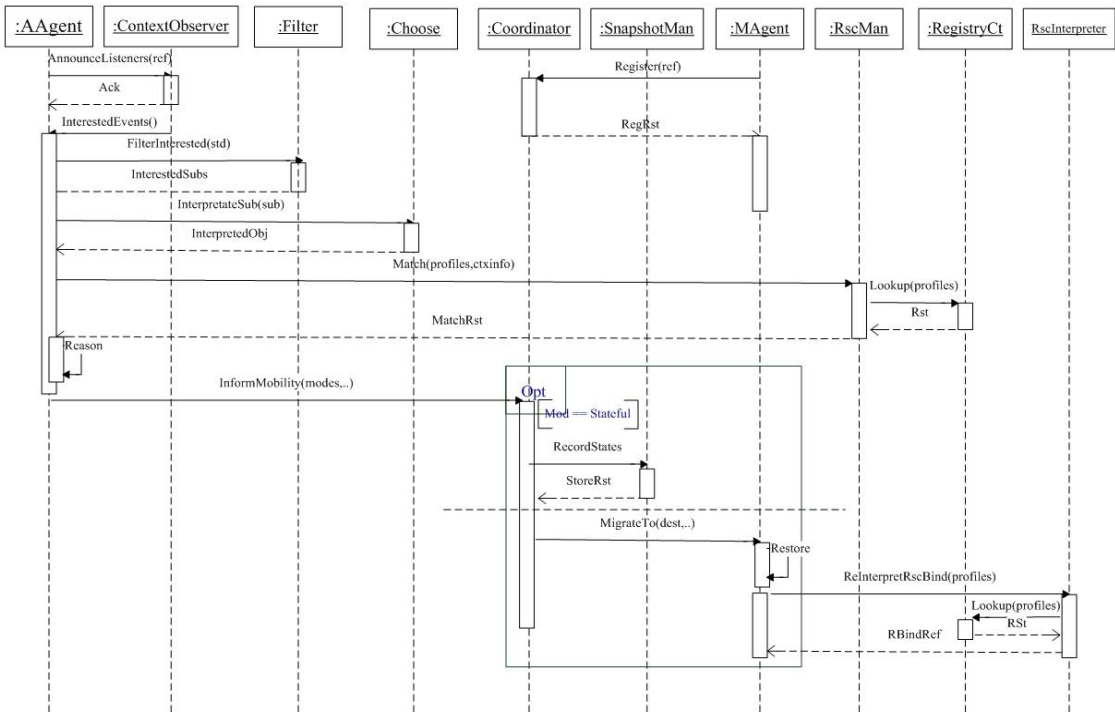 :AAgent
:ContextObserver
:Filter
:Choose
:Coordinator
:SnapshotMan
:MAgent
:RscMan
:RegistryCt
RscInterpreter
AnnounceListeners(ref)
Register(ref)
Ack
InterestedEvents()
RegRst
FilterInterested(std)
InterestedSubs
InterpretateSub(sub)
InterpretedObj
Match(profiles,ctxinfo)
Lookup(profiles)
Rst
MatchRst
Reason
InformMobility(modes,..)
Opt
Mod == Stateful
RecordStates
StoreRst
MigrateTo(dest,..)
Restore
ReInterpretRscBind(profiles)
Lookup(profiles)
RSt
RBindRef